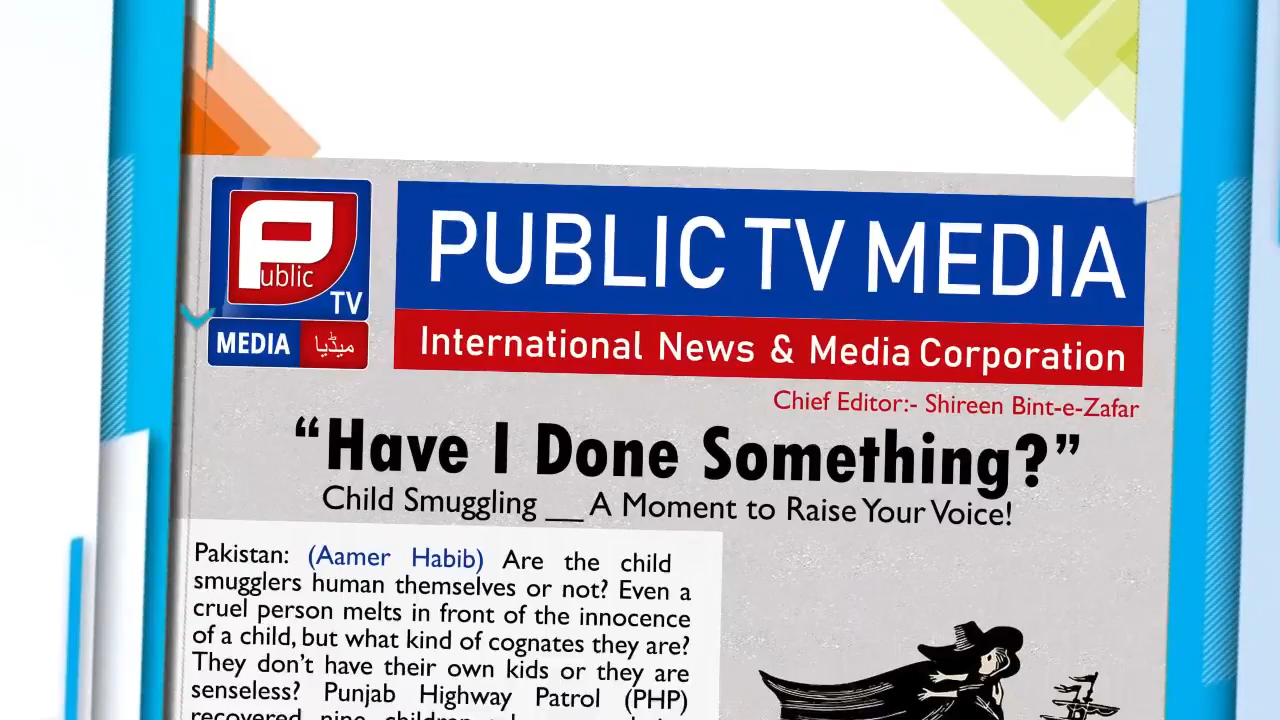 Public
TV
MEDIA میڈیا
PUBLIC TV MEDIA
International News & Media Corporation
Chief Editor:- Shireen Bint-e-Zafar
“Have I Done Something?”
Child Smuggling __ A Moment to Raise Your Voice!
Pakistan: (Aamer Habib) Are the child
smugglers human themselves or not? Even a
cruel person melts in front of the innocence
of a child, but what kind of cognates they are?
They don’t have their own kids or they are
senseless? Punjab Highway Patrol (PHP)
recovered nine children